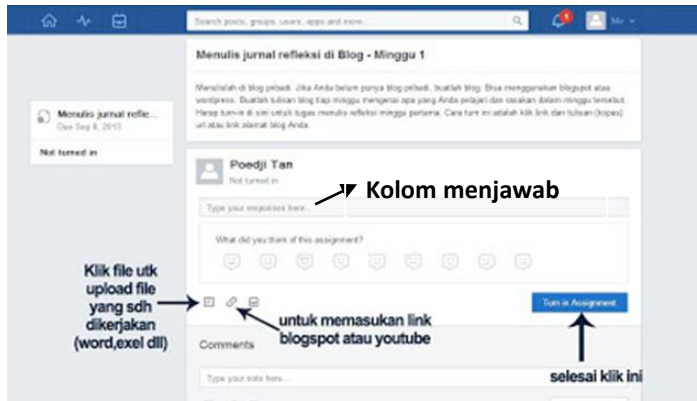 Search posts, groups, users, apps and more...
Me
Menulis jurnal refleksi di Blog - Minggu 1
Menulislah di blog pribadi. Jika Anda belum punya blog pribadi, buatlah blog. Bisa menggunakan blogspot atau
wordpress. Buatlah tulisan blog tiap minggu mengenai apa yang Anda pelajari dan rasakan dalam minggu tersebut.
Harap turn-in di sini untuk tugas menulis refleksi minggu pertama. Cara turn ini adalah klik link dan tuliskan (kopas)
url atau link alamat blog Anda.
Menulis jurnal refle...
Due Sep 8, 2013
Not turned in
Poedji Tan
Not turned in
Kolom menjawab
Type your responses here...
What did you think of this assignment?
Klik file utk
upload file
yang sdh
dikerjakan
(word,exel dll)
untuk memasukan link
blogspot atau youtube
Turn in Assignment
selesai klik ini
Comments
Type your note here...